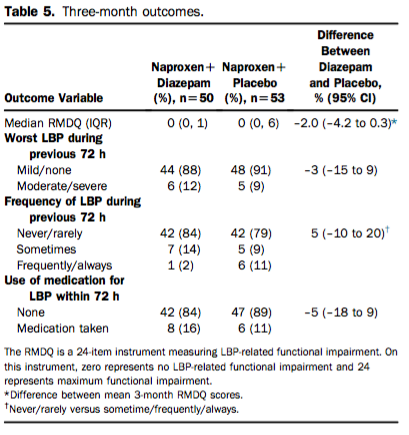 Table 5. Three-month outcomes.
Outcome Variable Naproxen+ Diazepam (%), n=50 Naproxen+ Placebo (%), n=53 Difference Between Diazepam and Placebo, % (95% CI)
Median RMDQ (IQR) 0 (0, 1) 0 (0, 6) −2.0 (−4.2 to 0.3)*
Worst LBP during
previous 72 h
Mild/none 44 (88) 48 (91) −3 (−15 to 9)
Moderate/severe 6 (12) 5 (9)
Frequency of LBP during
previous 72 h
Never/rarely 42 (84) 42 (79) 5 (−10 to 20)†
Sometimes 7 (14) 5 (9)
Frequently/always 1 (2) 6 (11)
Use of medication for
LBP within 72 h
None 42 (84) 47 (89) −5 (−18 to 9)
Medication taken 8 (16) 6 (11)
The RMDQ is a 24-item instrument measuring LBP-related functional impairment. On
this instrument, zero represents no LBP-related functional impairment and 24
represents maximum functional impairment.
*Difference between mean 3-month RMDQ scores.
†Never/rarely versus sometime/frequently/always.